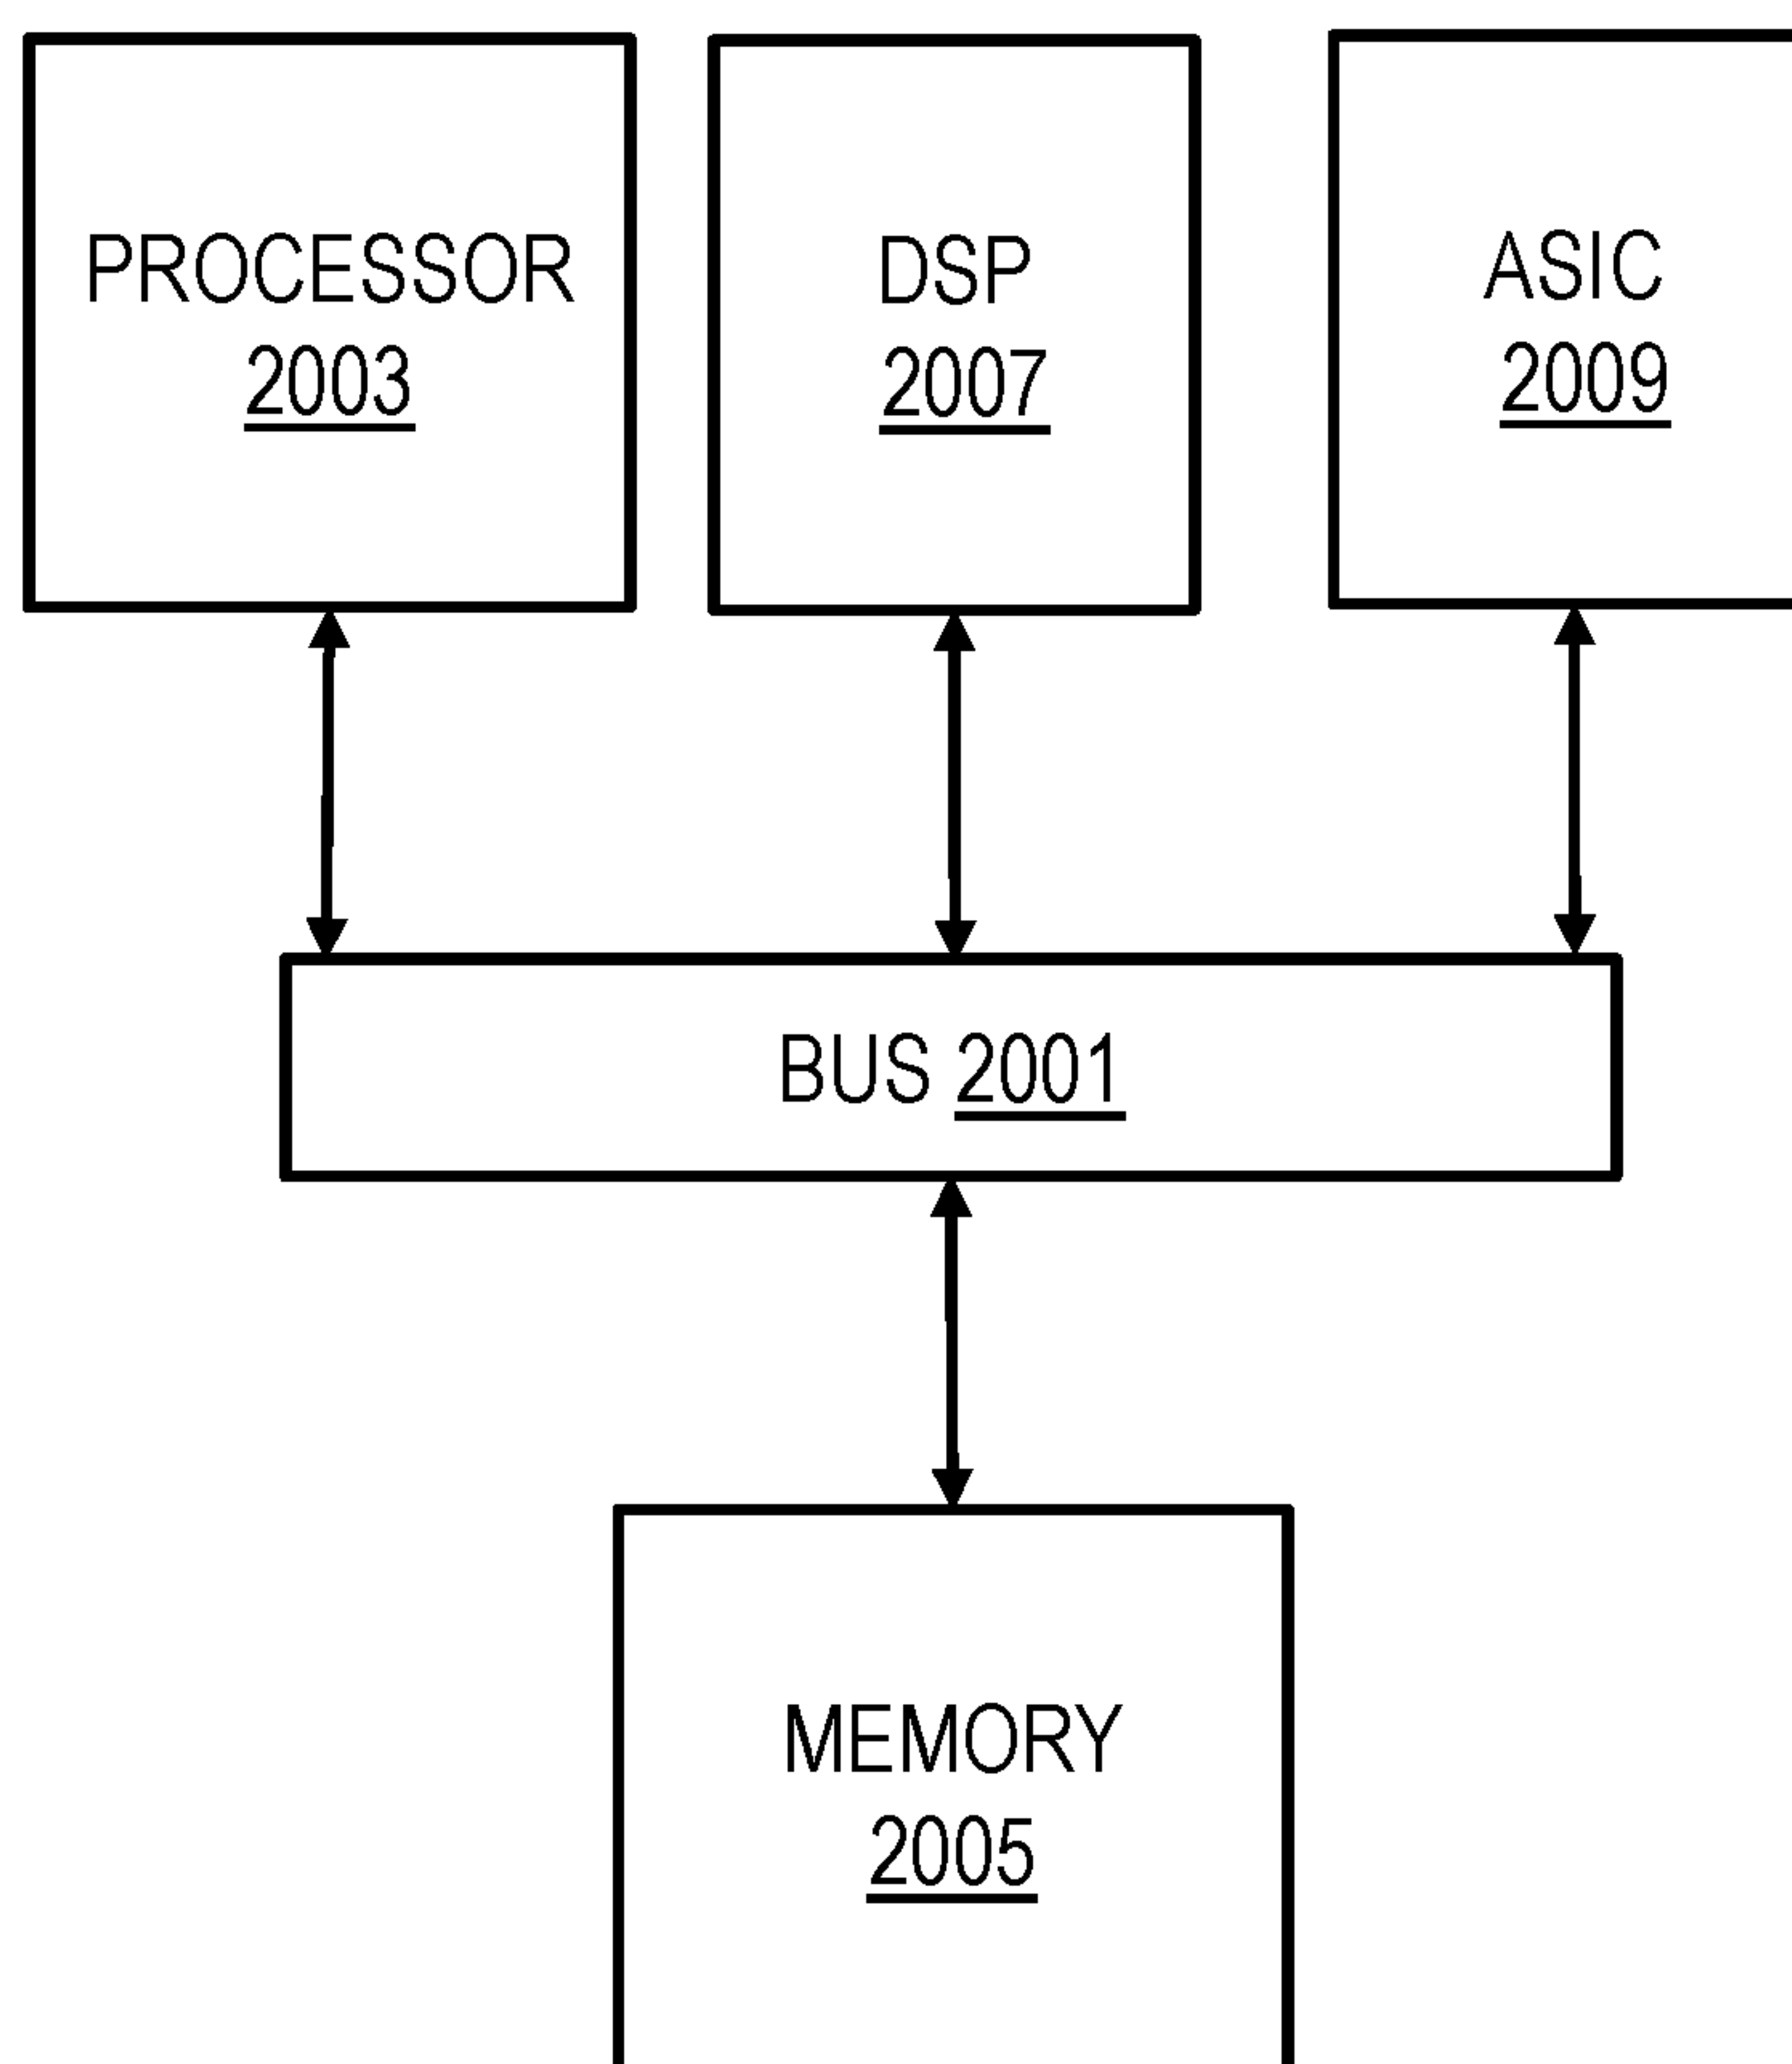 PROCESSOR
2003
DSP
2007
ASIC
2009
BUS 2001
MEMORY
2005